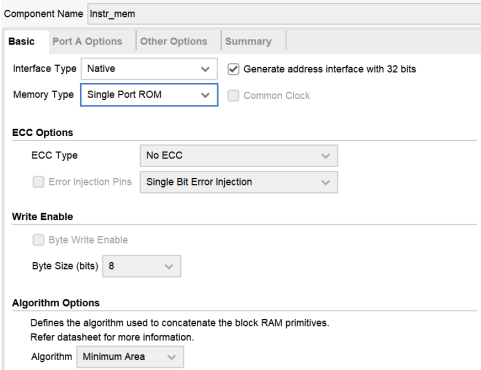 Component Name Instr_mem
Basic Port A Options Other Options Summary
Interface Type Native Generate address interface with 32 bits
Memory Type Single Port ROM Common Clock
ECC Options
ECC Type No ECC
Error Injection Pins Single Bit Error Injection
Write Enable
Byte Write Enable
Byte Size (bits) 8
Algorithm Options
Defines the algorithm used to concatenate the block RAM primitives.
Refer datasheet for more information.
Algorithm Minimum Area